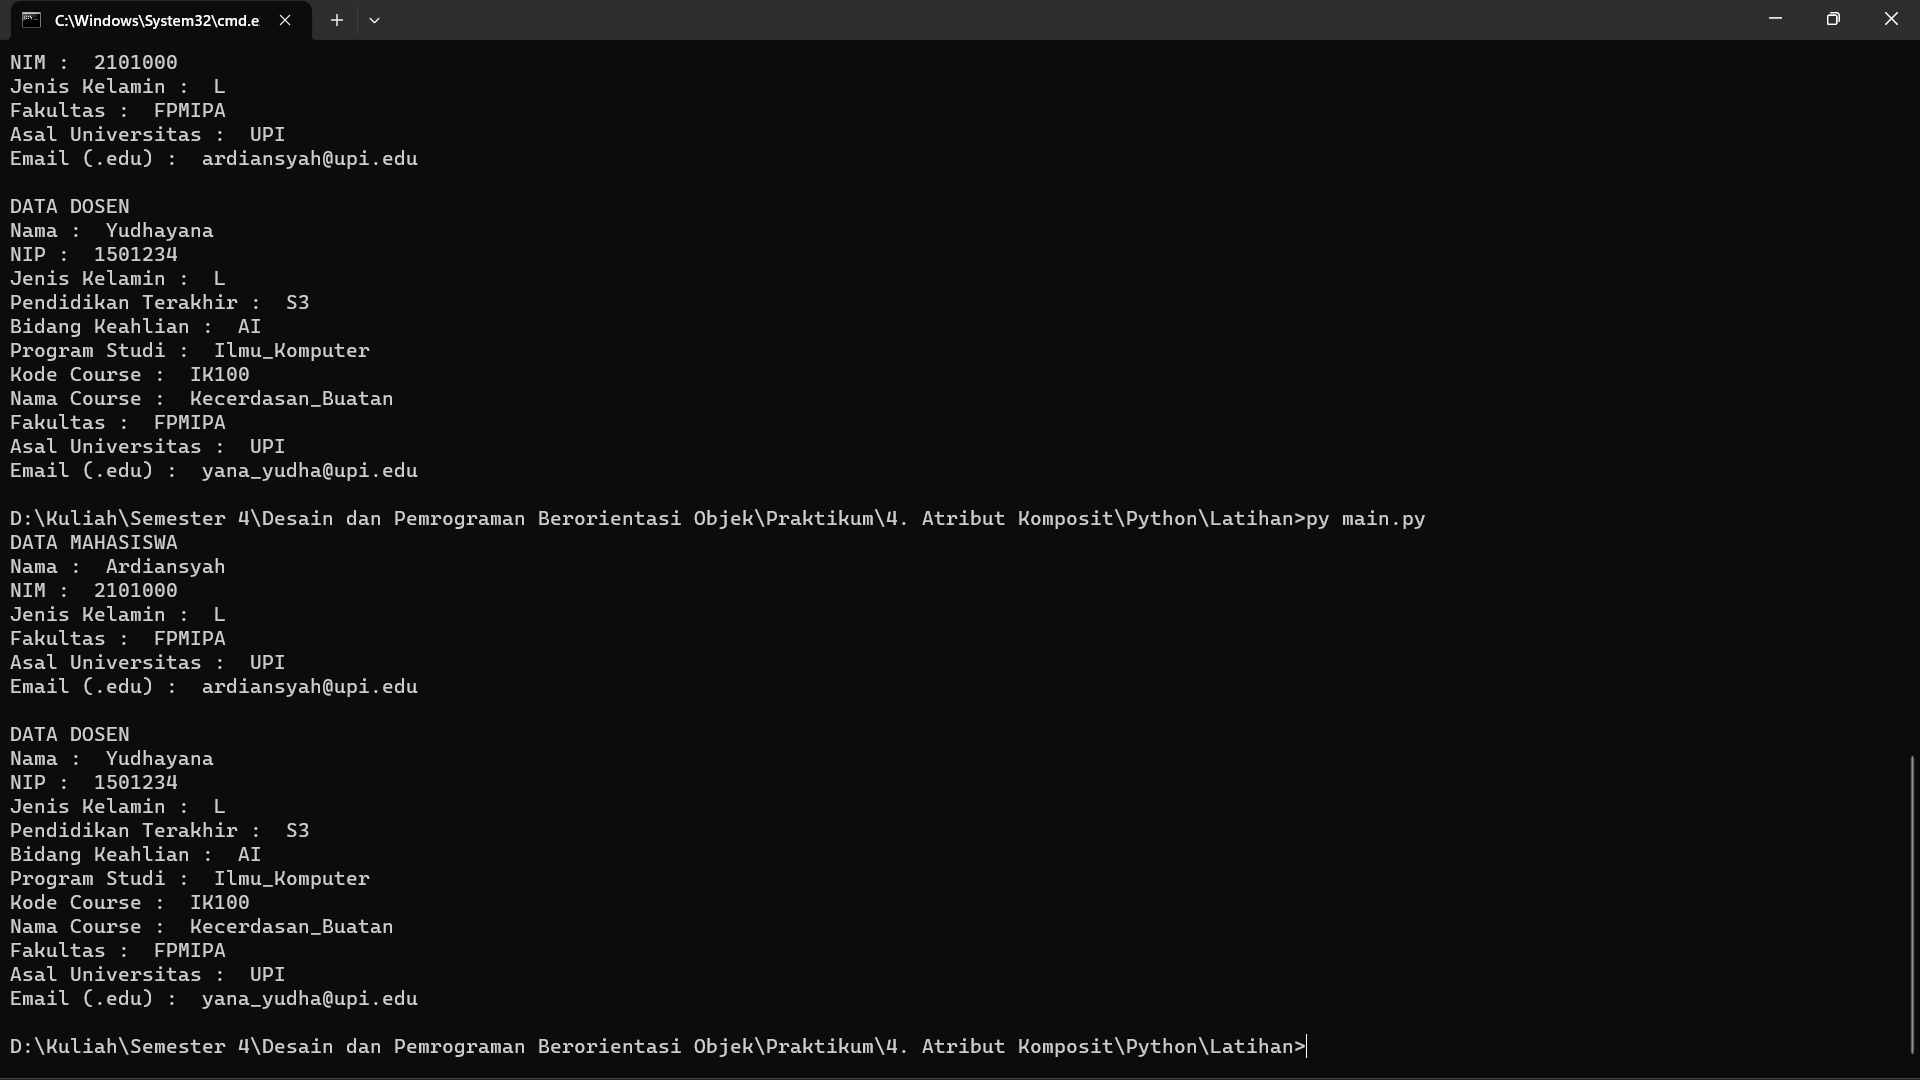 C:\Windows\System32\cmd.e
NIM :  2101000
Jenis Kelamin :  L
Fakultas :  FPMIPA
Asal Universitas :  UPI
Email (.edu) :  ardiansyah@upi.edu
DATA DOSEN
Nama :  Yudhayana
NIP :  1501234
Jenis Kelamin :  L
Pendidikan Terakhir :  S3
Bidang Keahlian :  AI
Program Studi :  Ilmu_Komputer
Kode Course :  IK100
Nama Course :  Kecerdasan_Buatan
Fakultas :  FPMIPA
Asal Universitas :  UPI
Email (.edu) :  yana_yudha@upi.edu
D:\Kuliah\Semester 4\Desain dan Pemrograman Berorientasi Objek\Praktikum\4. Atribut Komposit\Python\Latihan>py main.py
DATA MAHASISWA
Nama :  Ardiansyah
NIM :  2101000
Jenis Kelamin :  L
Fakultas :  FPMIPA
Asal Universitas :  UPI
Email (.edu) :  ardiansyah@upi.edu
DATA DOSEN
Nama :  Yudhayana
NIP :  1501234
Jenis Kelamin :  L
Pendidikan Terakhir :  S3
Bidang Keahlian :  AI
Program Studi :  Ilmu_Komputer
Kode Course :  IK100
Nama Course :  Kecerdasan_Buatan
Fakultas :  FPMIPA
Asal Universitas :  UPI
Email (.edu) :  yana_yudha@upi.edu
D:\Kuliah\Semester 4\Desain dan Pemrograman Berorientasi Objek\Praktikum\4. Atribut Komposit\Python\Latihan>